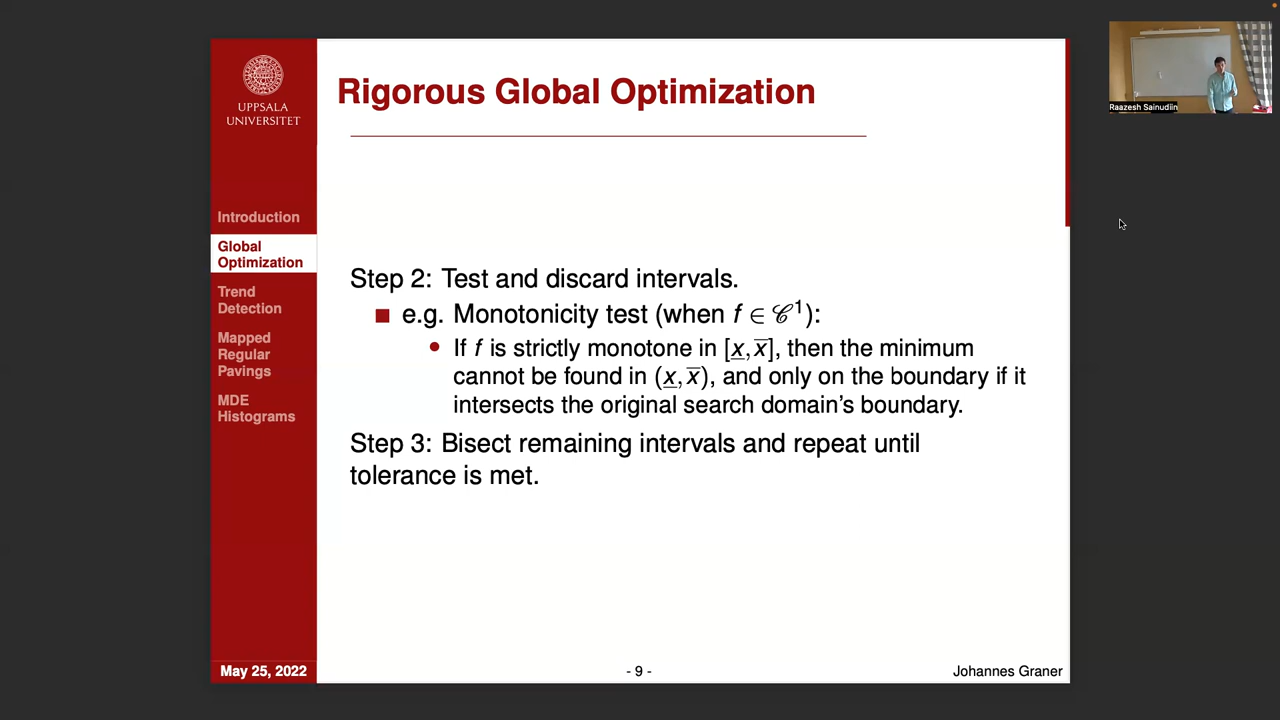 Rigorous Global Optimization
UPPSALA
UNIVERSITET
Introduction
Global
Optimization
Trend
Detection
Mapped
Regular
Pavings
MDE
Histograms
Step 2: Test and discard intervals.
e.g. Monotonicity test (when f ∈ 𝒞¹):
If f is strictly monotone in [x̲, x̅], then the minimum
cannot be found in (x̲, x̅), and only on the boundary if it
intersects the original search domain's boundary.
Step 3: Bisect remaining intervals and repeat until
tolerance is met.
May 25, 2022
- 9 -
Johannes Graner
Raazesh Sainudiin